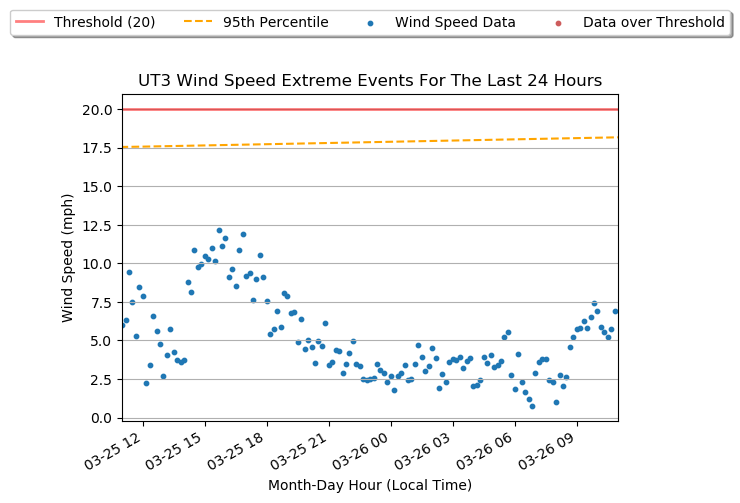 Threshold (20) 95th Percentile Wind Speed Data Data over Threshold
UT3 Wind Speed Extreme Events For The Last 24 Hours
20.0
17.5
15.0
12.5
10.0
7.5
5.0
2.5
0.0
Wind Speed (mph)
03-25 12 03-25 15 03-25 18 03-25 21 03-26 00 03-26 03 03-26 06 03-26 09
Month-Day Hour (Local Time)